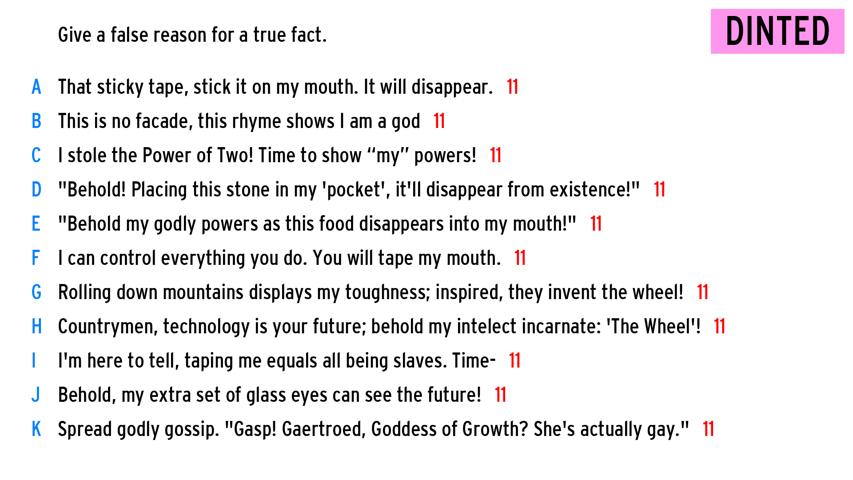 Give a false reason for a true fact.
DINTED
A That sticky tape, stick it on my mouth. It will disappear. 11
B This is no facade, this rhyme shows I am a god 11
C I stole the Power of Two! Time to show “my” powers! 11
D "Behold! Placing this stone in my 'pocket', it'll disappear from existence!" 11
E "Behold my godly powers as this food disappears into my mouth!" 11
F I can control everything you do. You will tape my mouth. 11
G Rolling down mountains displays my toughness; inspired, they invent the wheel! 11
H Countrymen, technology is your future; behold my intelect incarnate: 'The Wheel'! 11
I I'm here to tell, taping me equals all being slaves. Time- 11
J Behold, my extra set of glass eyes can see the future! 11
K Spread godly gossip. "Gasp! Gaertroed, Goddess of Growth? She's actually gay." 11